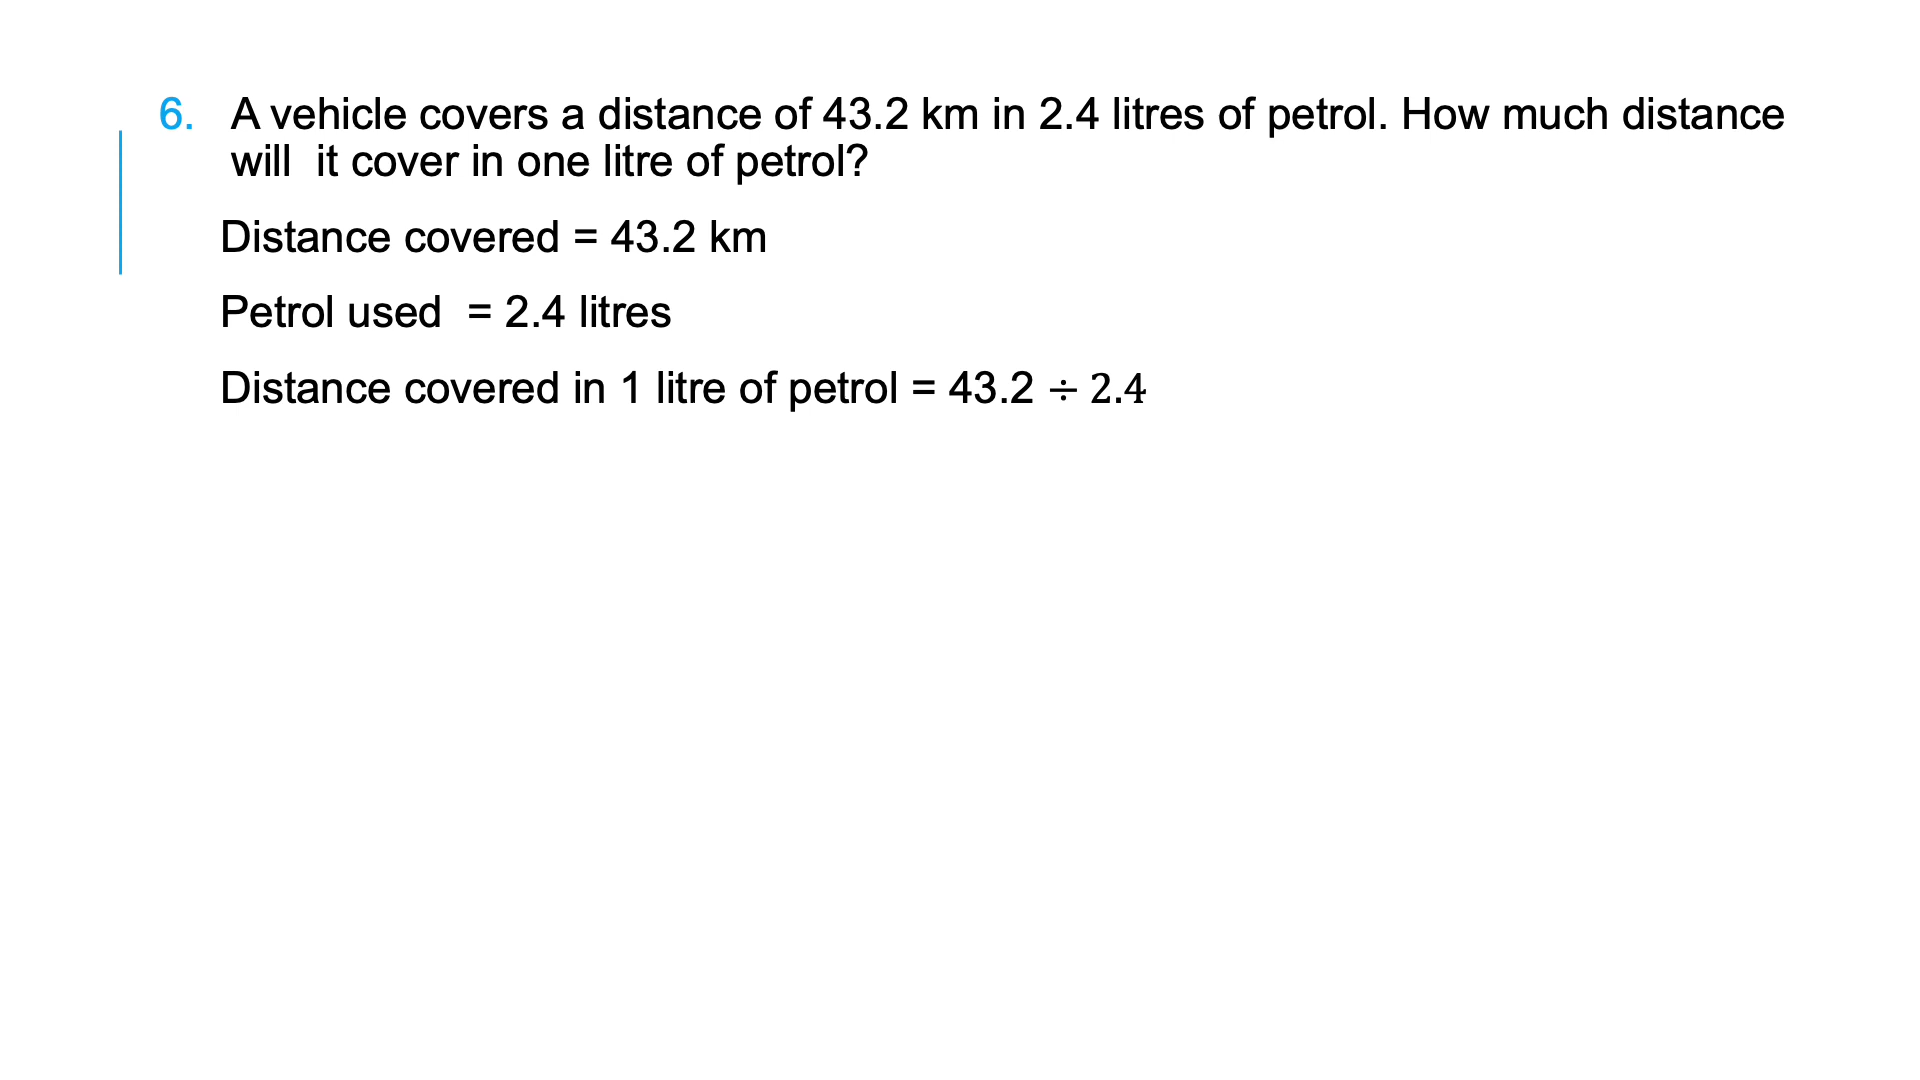 6. A vehicle covers a distance of 43.2 km in 2.4 litres of petrol. How much distance
will  it cover in one litre of petrol?
Distance covered = 43.2 km
Petrol used  = 2.4 litres
Distance covered in 1 litre of petrol = 43.2 ÷ 2.4